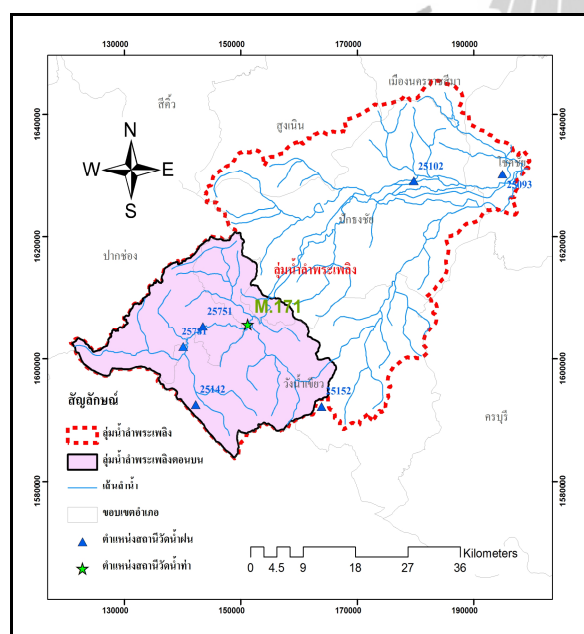 130000 150000 170000 190000
เมืองนครราชสีมา
สีคิ้ว
สูงเนิน
1640000 1640000
N
W E
S
25102
โชคชัย
25093
ปักธงชัย
1620000 1620000
ปากช่อง
ลุ่มน้ำลำพระเพลิง
M.171
25751
1600000 1600000
25142
วังน้ำเขียว
25152
ครบุรี
สัญลักษณ์
ลุ่มน้ำลำพระเพลิง
ลุ่มน้ำลำพระเพลิงตอนบน
เส้นลำน้ำ
ขอบเขตอำเภอ
ตำแหน่งสถานีวัดน้ำฝน
ตำแหน่งสถานีวัดน้ำท่า
1580000 1580000
Kilometers
0 4.5 9 18 27 36
130000 150000 170000 190000